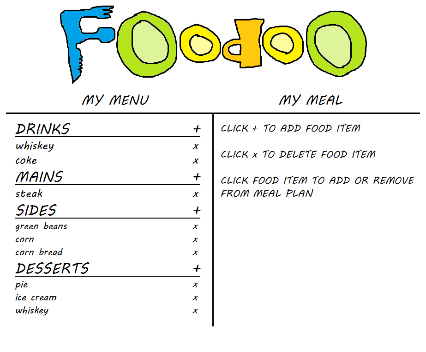 FoodOO
MY MENU
DRINKS +
whiskey x
coke x
MAINS +
steak x
SIDES +
green beans x
corn x
corn bread x
DESSERTS +
pie x
ice cream x
whiskey x
MY MEAL
CLICK + TO ADD FOOD ITEM
CLICK x TO DELETE FOOD ITEM
CLICK FOOD ITEM TO ADD OR REMOVE
FROM MEAL PLAN